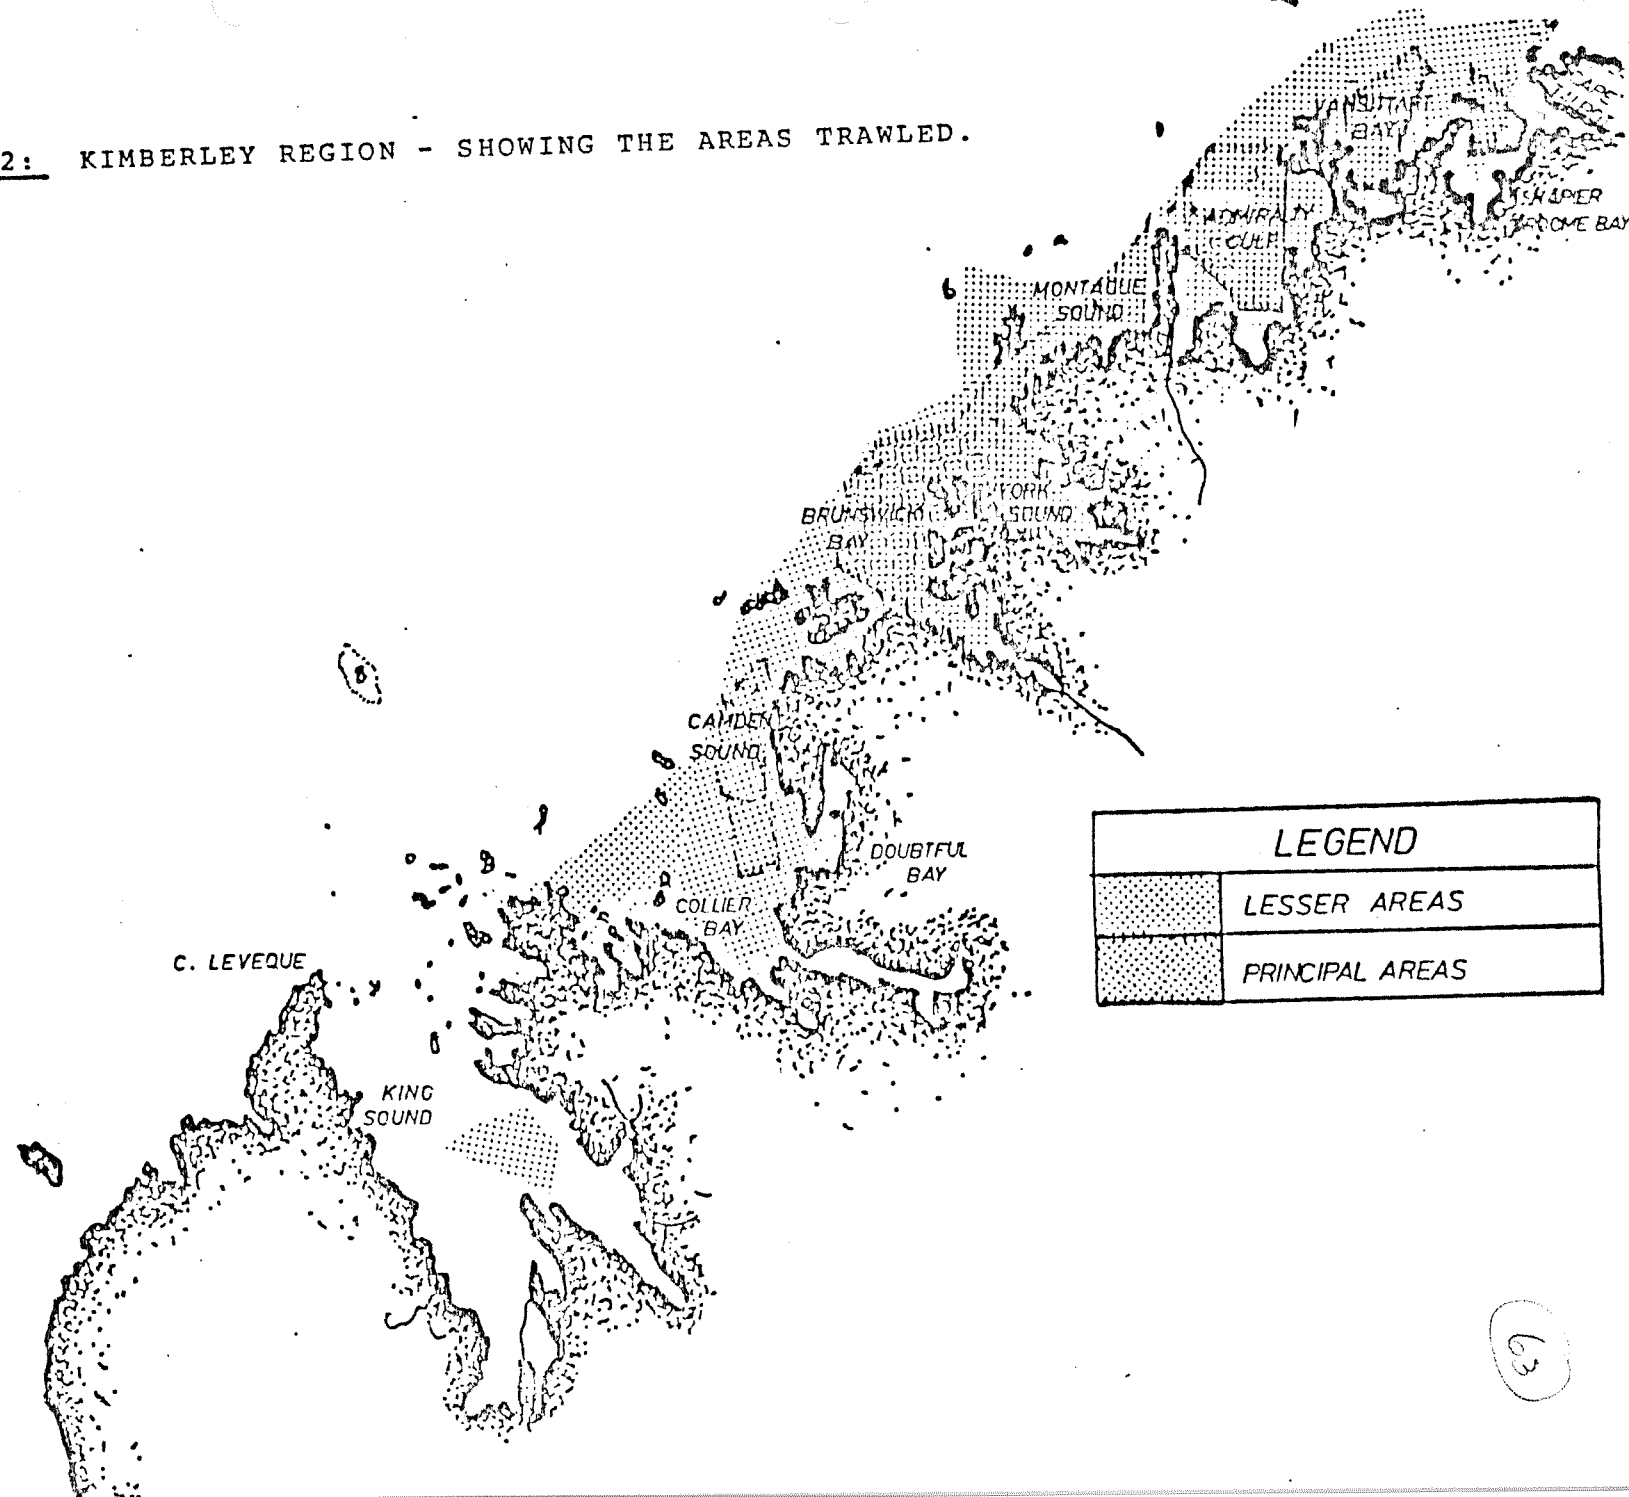 2: KIMBERLEY REGION - SHOWING THE AREAS TRAWLED.
VANSITTART
BAY
NAPIER
BROOME BAY
ADMIRALTY
GULF
MONTAGUE
SOUND
YORK
SOUND
BRUNSWICK
BAY
CAMDEN
SOUND
DOUBTFUL
BAY
COLLIER
BAY
C. LEVEQUE
KING
SOUND
LEGEND
LESSER AREAS
PRINCIPAL AREAS
63